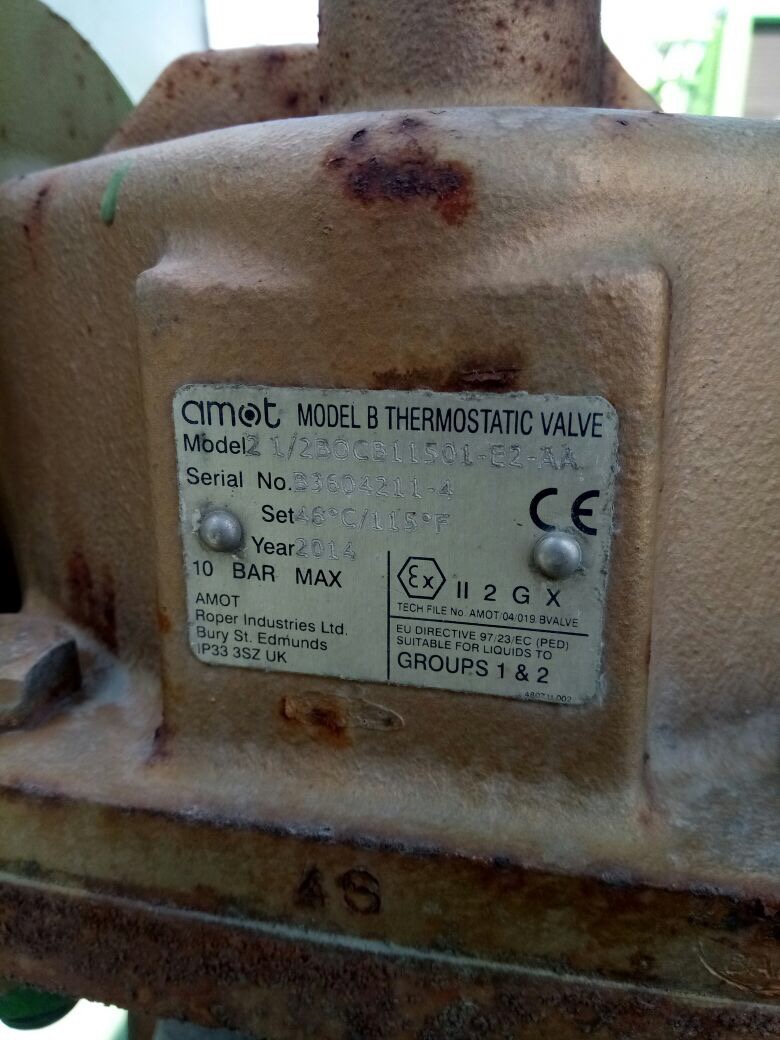 amot MODEL B THERMOSTATIC VALVE
Model 2 1/2BOCB11501-E2-AA
Serial No. B3604211-4
Set 46°C/115°F
CE
Year 2014
10 BAR MAX
AMOT
Roper Industries Ltd.
Bury St. Edmunds
IP33 3SZ UK
Ex II 2 G X
TECH FILE No. AMOT/04/019 BVALVE
EU DIRECTIVE 97/23/EC (PED)
SUITABLE FOR LIQUIDS TO
GROUPS 1 & 2
4S